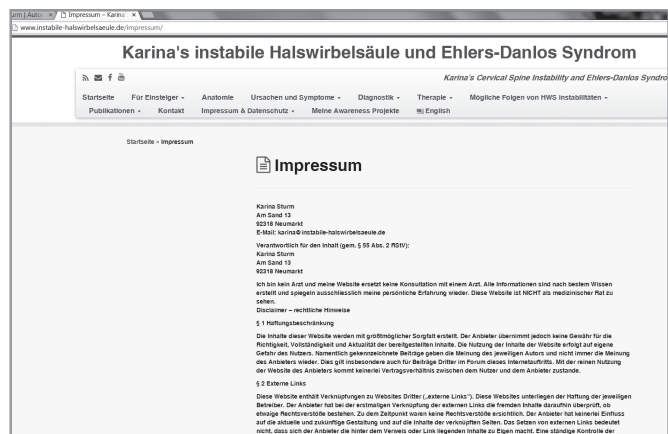 urm | Autor
Impressum – Karina
www.instabile-halswirbelsaeule.de/impressum/
Karina's instabile Halswirbelsäule und Ehlers-Danlos Syndrom
Karina's Cervical Spine Instability and Ehlers-Danlos Syndro
Startseite Für Einsteiger Anatomie Ursachen und Symptome Diagnostik Therapie Mögliche Folgen von HWS Instabilitäten
Publikationen Kontakt Impressum & Datenschutz Meine Awareness Projekte English
Startseite » Impressum
Impressum
Karina Sturm
Am Sand 13
92318 Neumarkt
E-Mail: karina@instabile-halswirbelsaeule.de
Verantwortlich für den Inhalt (gem. § 55 Abs. 2 RStV):
Karina Sturm
Am Sand 13
92318 Neumarkt
Ich bin kein Arzt und meine Website ersetzt keine Konsultation mit einem Arzt. Alle Informationen sind nach bestem Wissen
erstellt und spiegeln ausschliesslich meine persönliche Erfahrung wieder. Diese Website ist NICHT als medizinischer Rat zu
sehen.
Disclaimer – rechtliche Hinweise
§ 1 Haftungsbeschränkung
Die Inhalte dieser Website werden mit größtmöglicher Sorgfalt erstellt. Der Anbieter übernimmt jedoch keine Gewähr für die
Richtigkeit, Vollständigkeit und Aktualität der bereitgestellten Inhalte. Die Nutzung der Inhalte der Website erfolgt auf eigene
Gefahr des Nutzers. Namentlich gekennzeichnete Beiträge geben die Meinung des jeweiligen Autors und nicht immer die Meinung
des Anbieters wieder. Dies gilt insbesondere auch für Beiträge Dritter im Forum dieses Internetauftritts. Mit der reinen Nutzung
der Website des Anbieters kommt keinerlei Vertragsverhältnis zwischen dem Nutzer und dem Anbieter zustande.
§ 2 Externe Links
Diese Website enthält Verknüpfungen zu Websites Dritter („externe Links"). Diese Websites unterliegen der Haftung der jeweiligen
Betreiber. Der Anbieter hat bei der erstmaligen Verknüpfung der externen Links die fremden Inhalte daraufhin überprüft, ob
etwaige Rechtsverstöße bestehen. Zu dem Zeitpunkt waren keine Rechtsverstöße ersichtlich. Der Anbieter hat keinerlei Einfluss
auf die aktuelle und zukünftige Gestaltung und auf die Inhalte der verknüpften Seiten. Das Setzen von externen Links bedeutet
nicht, dass sich der Anbieter die hinter dem Verweis oder Link liegenden Inhalte zu Eigen macht. Eine ständige Kontrolle der